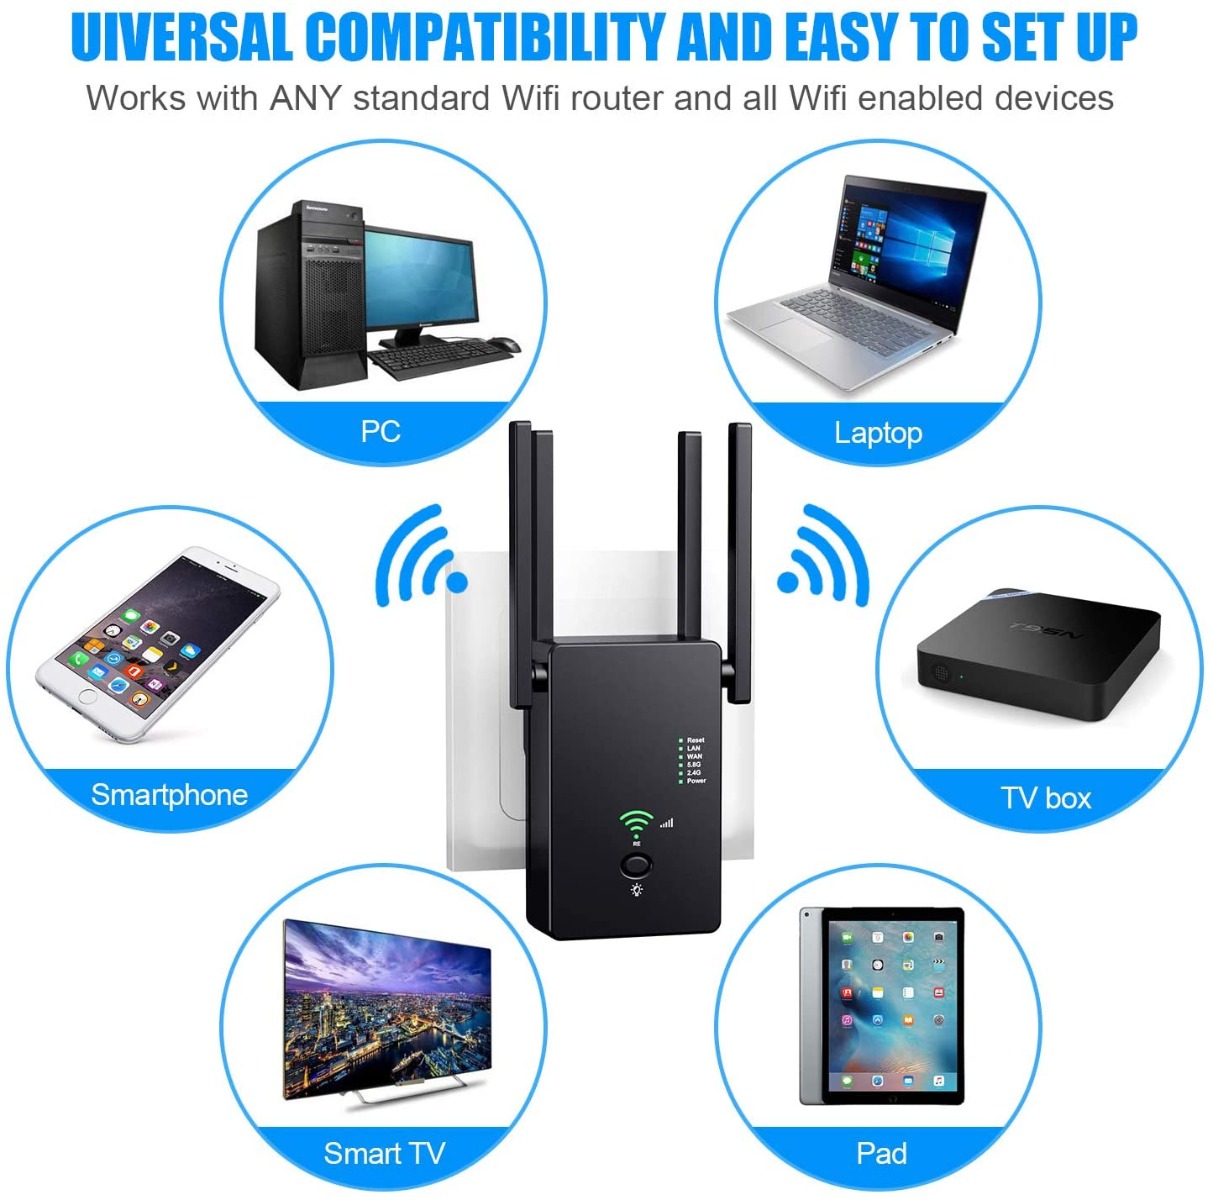 UIVERSAL COMPATIBILITY AND EASY TO SET UP
Works with ANY standard Wifi router and all Wifi enabled devices
PC
Laptop
Smartphone
T95N
TV box
Reset
LAN
WAN
5.8G
2.4G
Power
RE
Smart TV
Pad